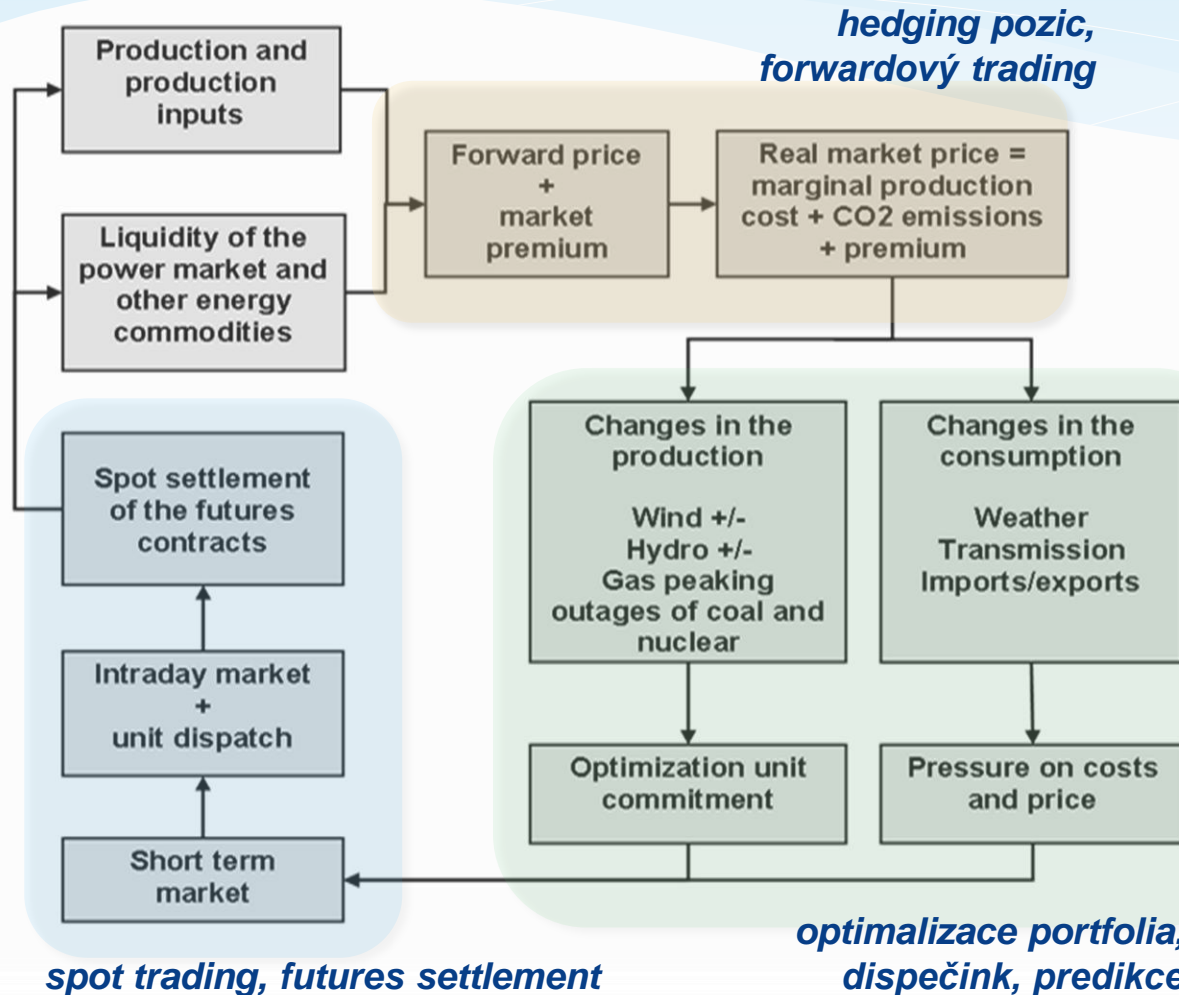 hedging pozic,
forwardový trading
Production and
production
inputs
Forward price
+
market
premium
Real market price =
marginal production
cost + CO2 emissions
+ premium
Liquidity of the
power market and
other energy
commodities
Changes in the
production
Wind +/-
Hydro +/-
Gas peaking
outages of coal and
nuclear
Changes in the
consumption
Weather
Transmission
Imports/exports
Spot settlement
of the futures
contracts
Intraday market
+
unit dispatch
Optimization unit
commitment
Pressure on costs
and price
Short term
market
optimalizace portfolia,
dispečink, predikce
spot trading, futures settlement